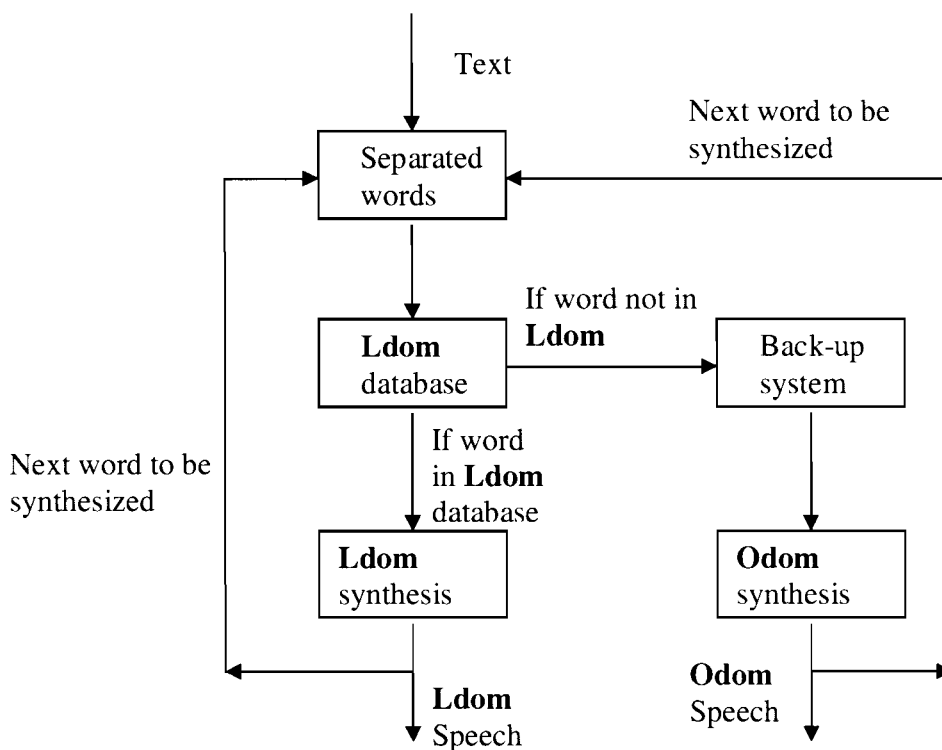 Text
Next word to be
synthesized
Separated
words
If word not in
Ldom
Ldom
database
Back-up
system
If word
in Ldom
database
Next word to be
synthesized
Ldom
synthesis
Odom
synthesis
Ldom
Speech
Odom
Speech